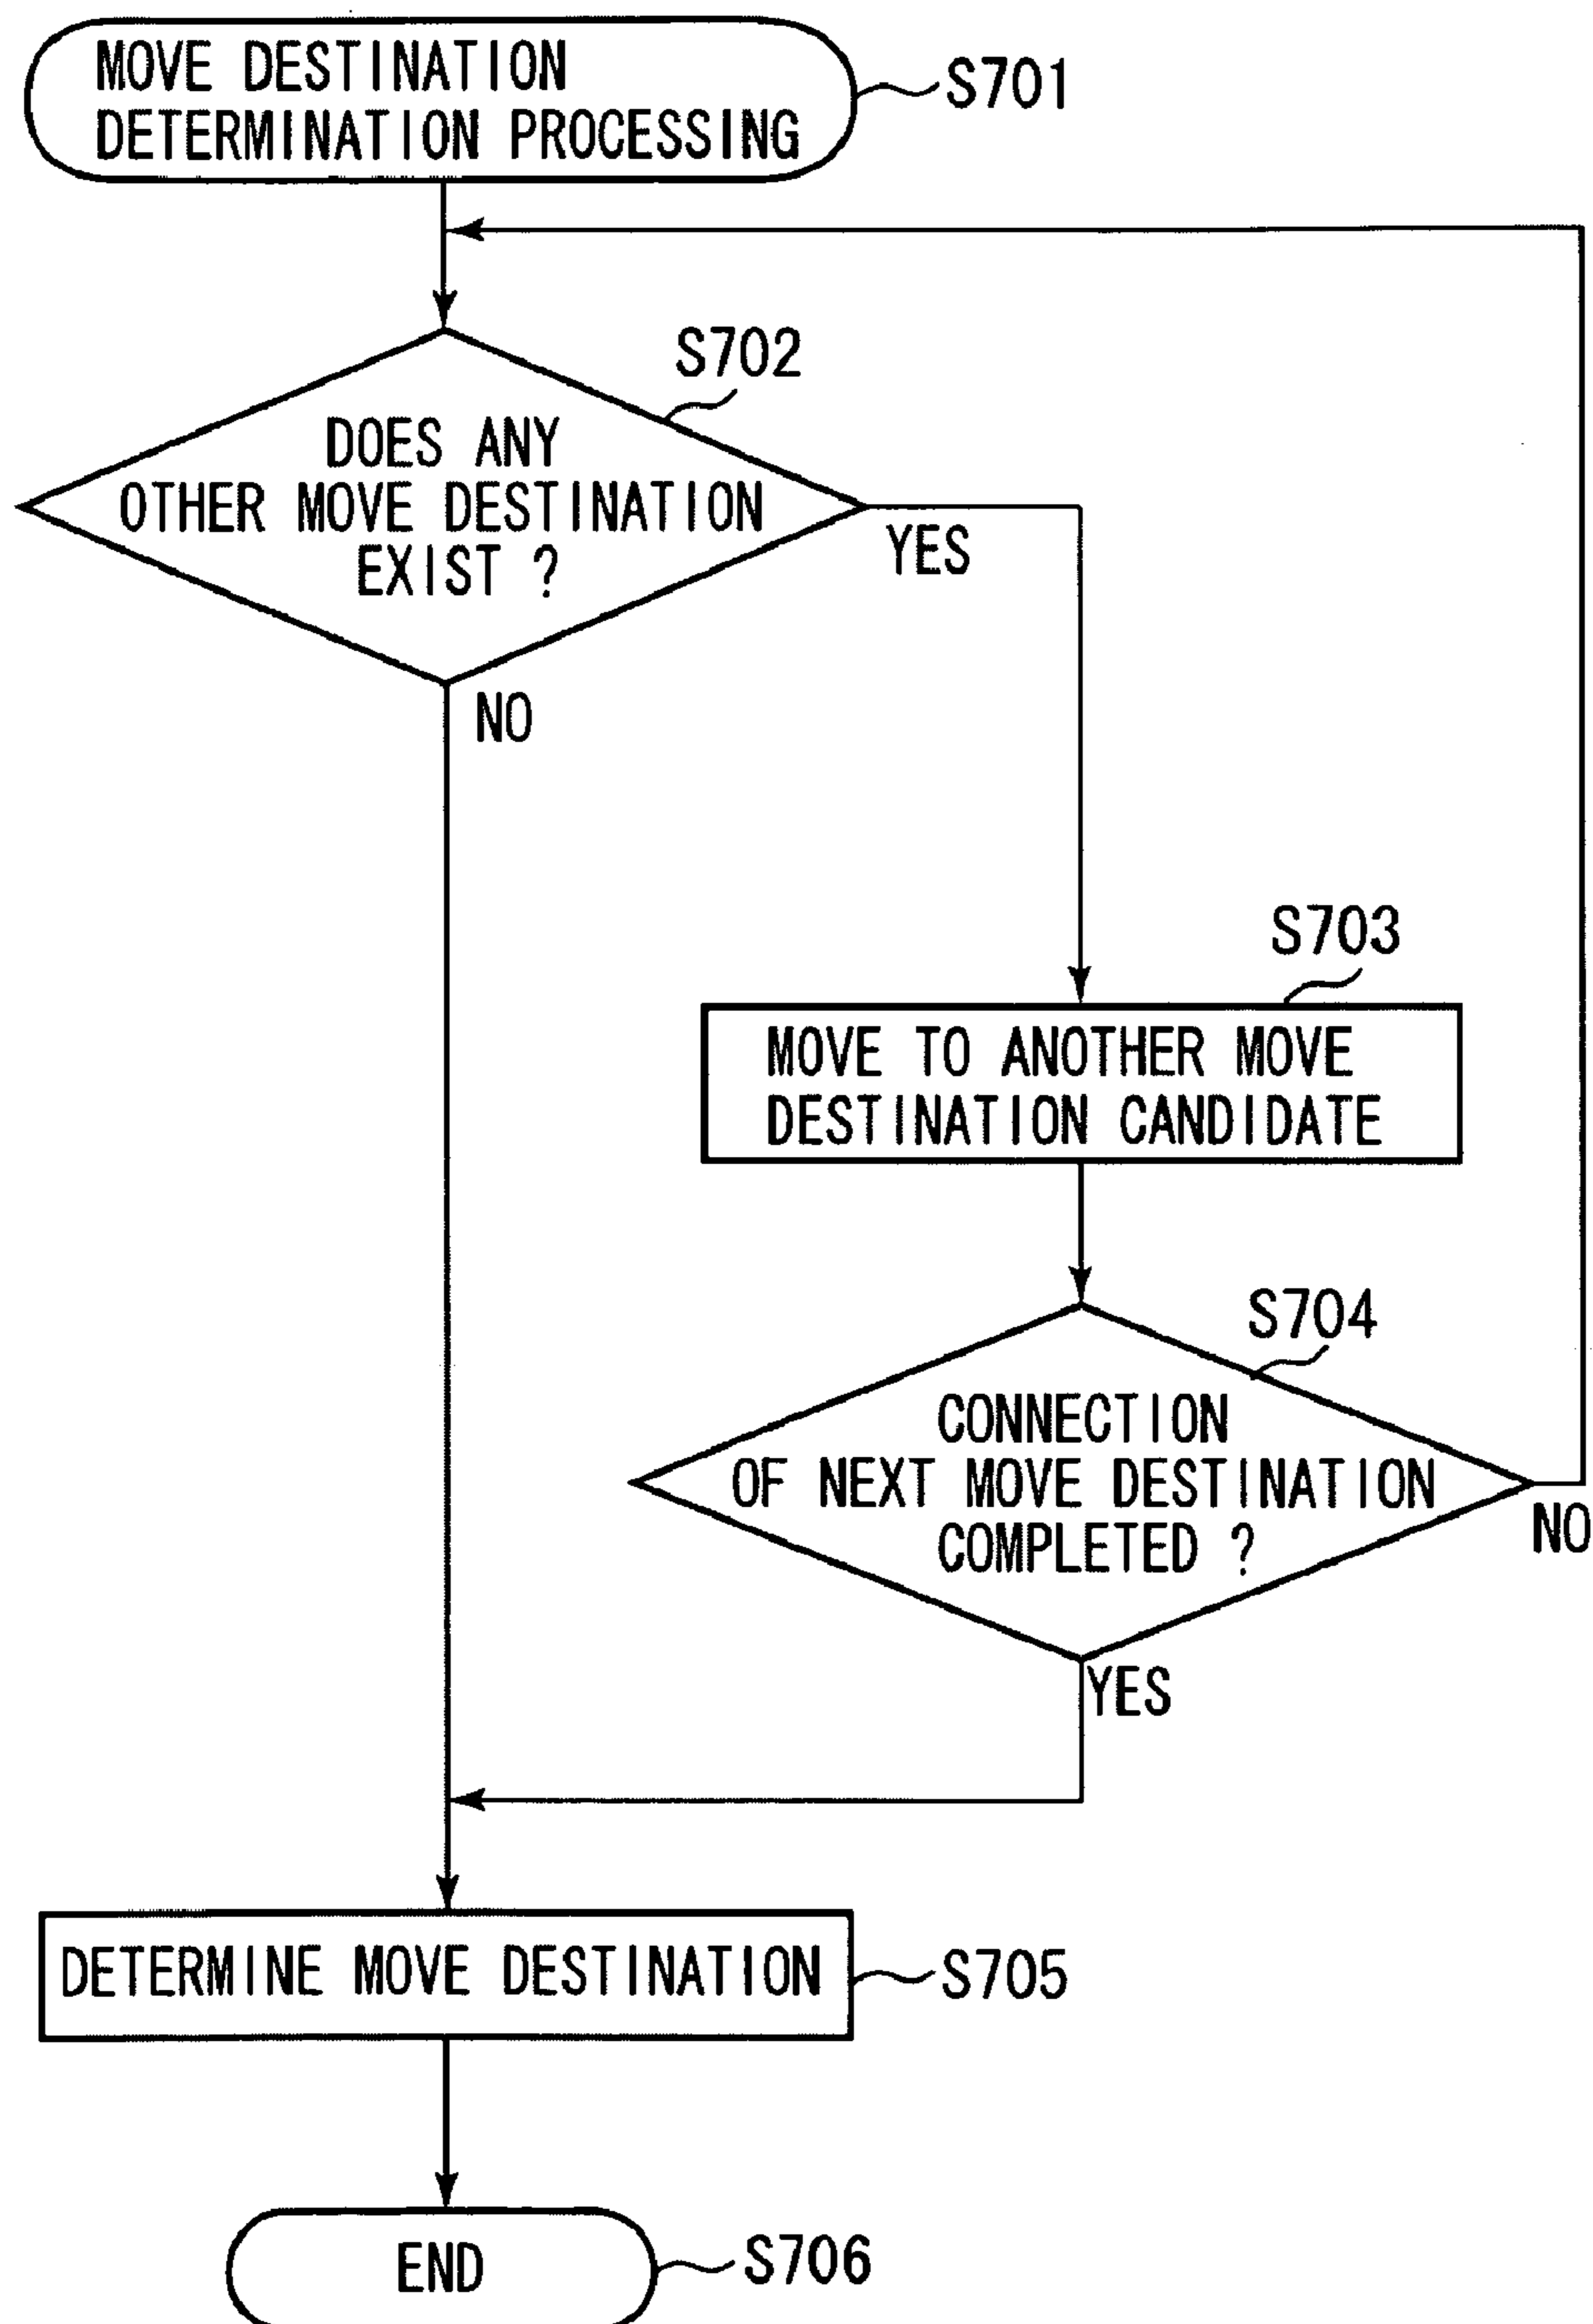 MOVE DESTINATION
DETERMINATION PROCESSING
S701
S702
DOES ANY
OTHER MOVE DESTINATION
EXIST ?
YES
NO
S703
MOVE TO ANOTHER MOVE
DESTINATION CANDIDATE
S704
CONNECTION
OF NEXT MOVE DESTINATION
COMPLETED ?
NO
YES
DETERMINE MOVE DESTINATION
S705
END
S706